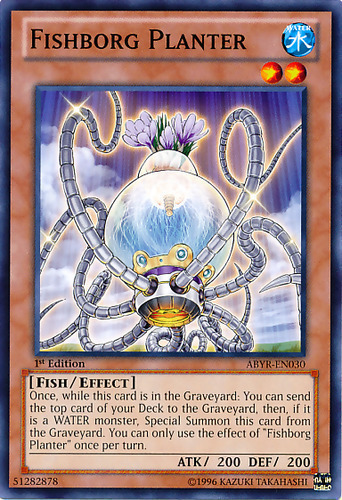 FISHBORG PLANTER
WATER
水
1st Edition
ABYR-EN030
[FISH/EFFECT]
Once, while this card is in the Graveyard: You can send
the top card of your Deck to the Graveyard, then, if it
is a WATER monster, Special Summon this card from
the Graveyard. You can only use the effect of "Fishborg
Planter" once per turn.
ATK/ 200 DEF/ 200
51282878
©1996 KAZUKI TAKAHASHI